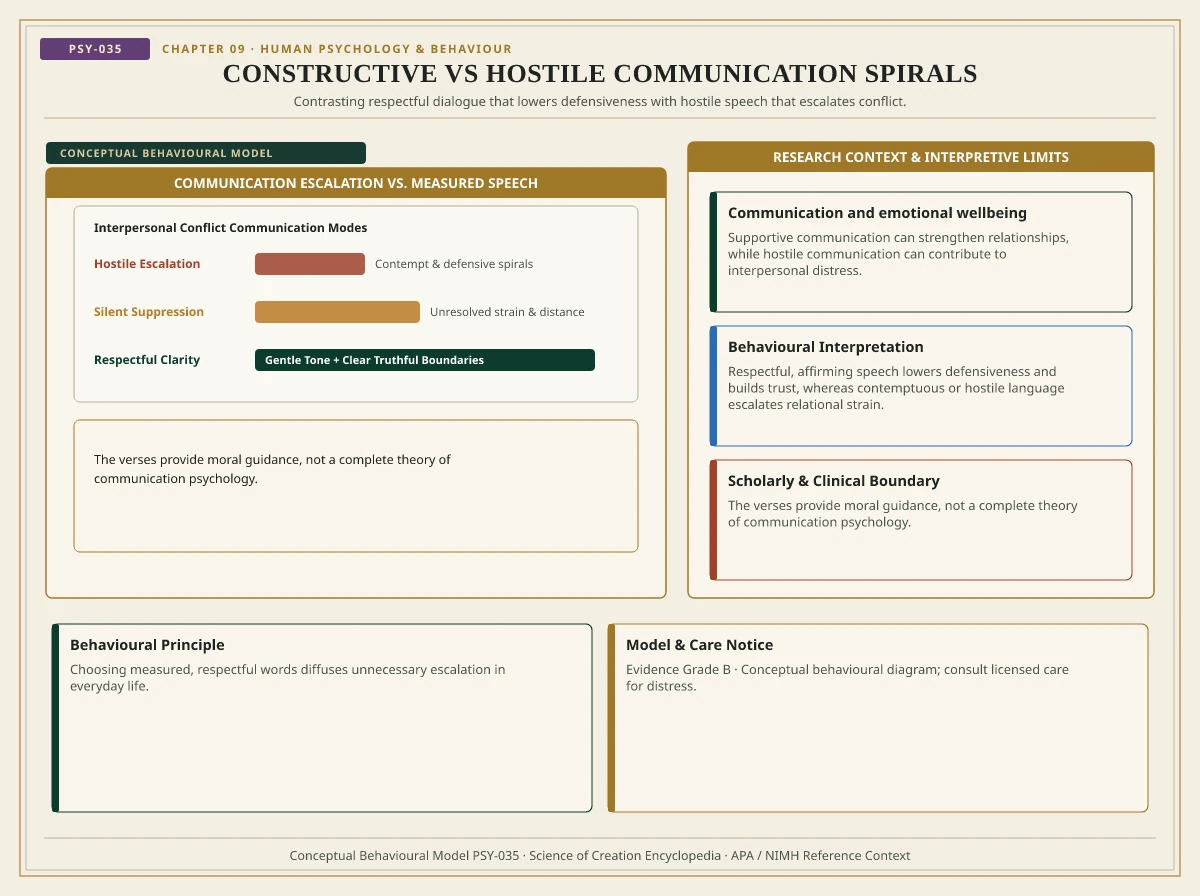 PSY-035
CHAPTER 09 · HUMAN PSYCHOLOGY & BEHAVIOUR
CONSTRUCTIVE VS HOSTILE COMMUNICATION SPIRALS
Contrasting respectful dialogue that lowers defensiveness with hostile speech that escalates conflict.
CONCEPTUAL BEHAVIOURAL MODEL
COMMUNICATION ESCALATION VS. MEASURED SPEECH
Interpersonal Conflict Communication Modes
Hostile Escalation
Contempt & defensive spirals
Silent Suppression
Unresolved strain & distance
Respectful Clarity
Gentle Tone + Clear Truthful Boundaries
The verses provide moral guidance, not a complete theory of
communication psychology.
RESEARCH CONTEXT & INTERPRETIVE LIMITS
Communication and emotional wellbeing
Supportive communication can strengthen relationships,
while hostile communication can contribute to
interpersonal distress.
Behavioural Interpretation
Respectful, affirming speech lowers defensiveness and
builds trust, whereas contemptuous or hostile language
escalates relational strain.
Scholarly & Clinical Boundary
The verses provide moral guidance, not a complete theory
of communication psychology.
Behavioural Principle
Choosing measured, respectful words diffuses unnecessary escalation in
everyday life.
Model & Care Notice
Evidence Grade B · Conceptual behavioural diagram; consult licensed care
for distress.
Conceptual Behavioural Model PSY-035 · Science of Creation Encyclopedia · APA / NIMH Reference Context